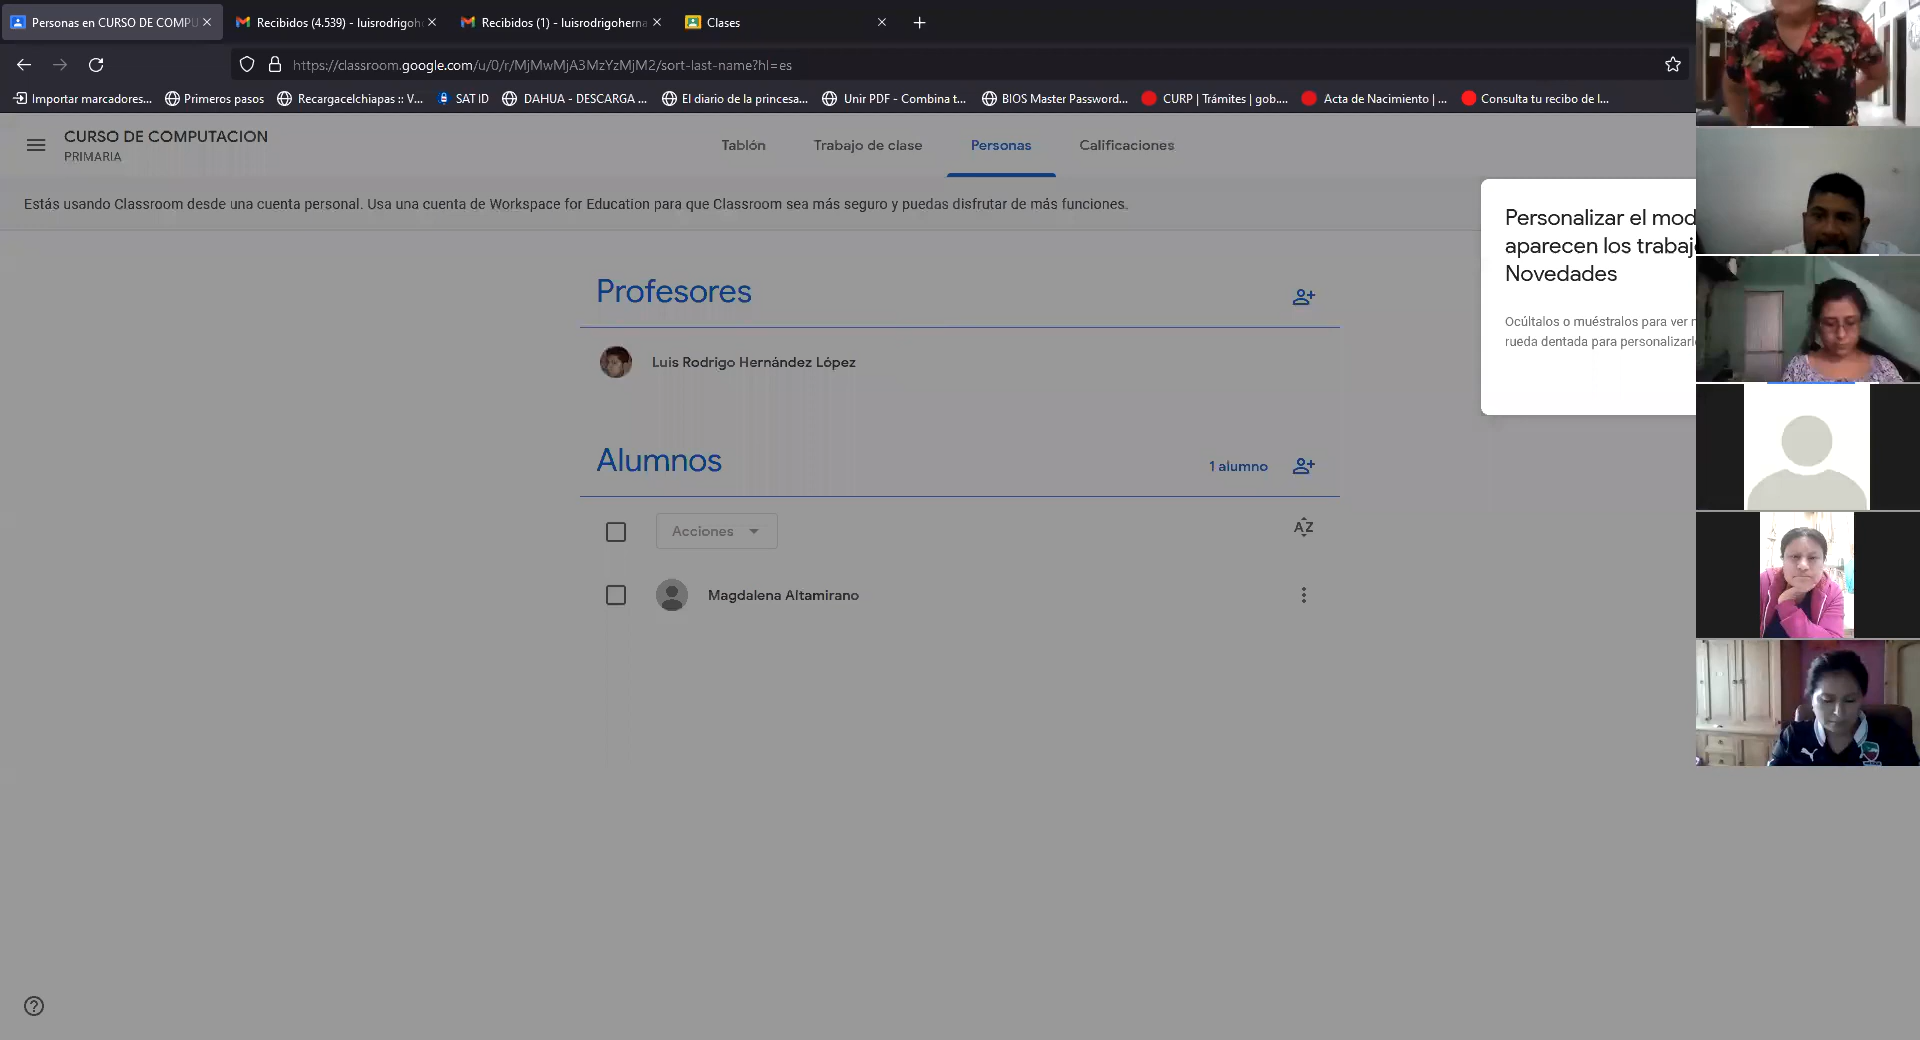 Personas en CURSO DE COMPU
Recibidos (4.539) - luisrodrigoh
Recibidos (1) - luisrodrigoherna
Clases
https://classroom.google.com/u/0/r/MjMwMjA3MzYzMjM2/sort-last-name?hl=es
Importar marcadores...
Primeros pasos
Recargacelchiapas :: V...
SAT ID
DAHUA - DESCARGA ...
El diario de la princesa...
Unir PDF - Combina t...
BIOS Master Password...
CURP | Trámites | gob....
Acta de Nacimiento | ...
Consulta tu recibo de l...
CURSO DE COMPUTACION
PRIMARIA
Tablón
Trabajo de clase
Personas
Calificaciones
Estás usando Classroom desde una cuenta personal. Usa una cuenta de Workspace for Education para que Classroom sea más seguro y puedas disfrutar de más funciones.
Personalizar el mod
aparecen los trabaj
Novedades
Ocúltalos o muéstralos para ver
rueda dentada para personalizarl
Profesores
Luis Rodrigo Hernández López
Alumnos
1 alumno
Acciones
AZ
Magdalena Altamirano